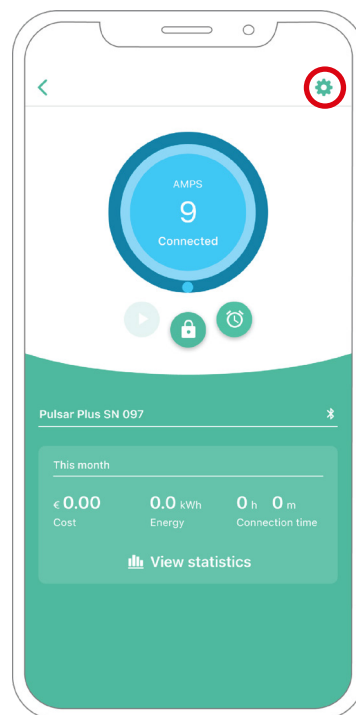 AMPS
9
Connected
Pulsar Plus SN 097
This month
€ 0.00 0.0 kWh 0 h 0 m
Cost Energy Connection time
View statistics